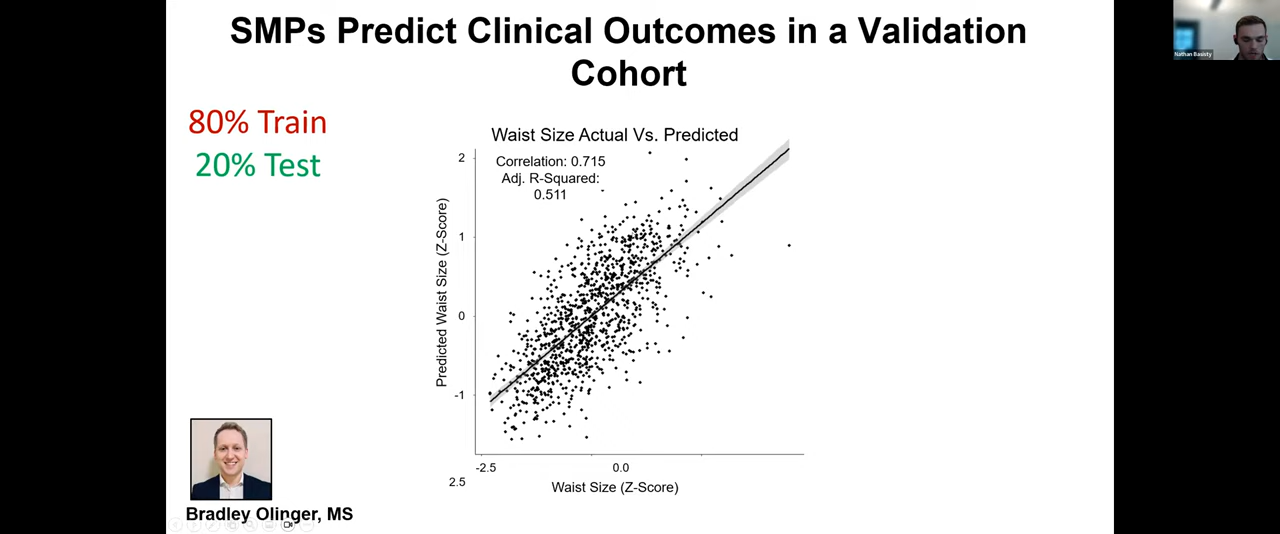 SMPs Predict Clinical Outcomes in a Validation
Cohort
80% Train
20% Test
Waist Size Actual Vs. Predicted
Correlation: 0.715
Adj. R-Squared:
0.511
Predicted Waist Size (Z-Score)
2
1
0
-1
-2.5
0.0
2.5
Waist Size (Z-Score)
Bradley Olinger, MS
Nathan Basisty